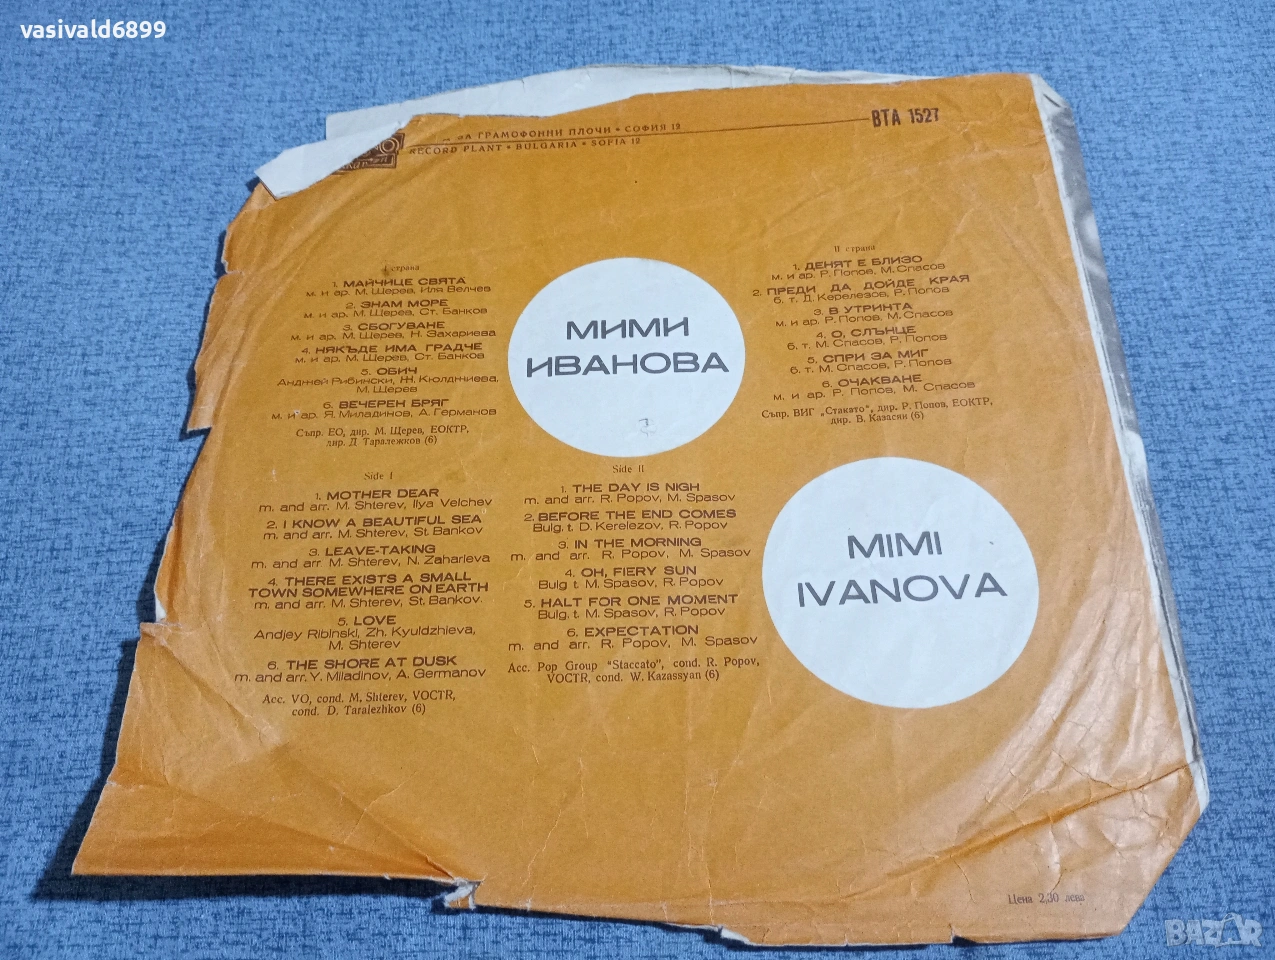 vasivald6899
ЗА ГРАМОФОННИ ПЛОЧИ • СОФИЯ 12
RECORD PLANT • BULGARIA • SOFIA 12
ВТА 1527
I страна
1. МАЙЧИЦЕ СВЯТА
м. и ар. М. Щерев, Иля Велчев
2. ЗНАМ МОРЕ
м. и ар. М. Щерев, Ст. Банков
3. СБОГУВАНЕ
м. и ар. М. Щерев, Н. Захариева
4. НЯКЪДЕ ИМА ГРАДЧЕ
м. и ар. М. Щерев, Ст. Банков
5. ОБИЧ
Анджей Рибински, Ж. Кюлджиева,
М. Щерев
6. ВЕЧЕРЕН БРЯГ
м. и ар. Я. Миладинов, А. Германов
Съпр. ЕО, дир. М. Щерев, ЕОКТР,
дир. Д Таралежков (6)
МИМИ
ИВАНОВА
II страна
1. ДЕНЯТ Е БЛИЗО
м. и ар. Р. Попов, М. Спасов
2. ПРЕДИ ДА ДОЙДЕ КРАЯ
б. т. Д. Керелезов, Р. Попов
3. В УТРИНТА
м. и ар. Р. Попов, М. Спасов
4. О, СЛЪНЦЕ
б. т. М. Спасов, Р. Попов
5. СПРИ ЗА МИГ
б. т. М. Спасов, Р. Попов
6. ОЧАКВАНЕ
м. и ар. Р. Попов, М. Спасов
Съпр. ВИГ „Стакато", дир. Р. Попов, ЕОКТР,
дир. В. Казасян (6)
Side I
1. MOTHER DEAR
m. and arr. M. Shterev, Ilya Velchev
2. I KNOW A BEAUTIFUL SEA
m. and arr. M. Shterev, St. Bankov
3. LEAVE-TAKING
m. and arr. M. Shterev, N. Zaharieva
4. THERE EXISTS A SMALL
TOWN SOMEWHERE ON EARTH
m. and arr. M. Shterev, St. Bankov.
5. LOVE
Andjey Ribinski, Zh. Kyuldzhieva,
M. Shterev
6. THE SHORE AT DUSK
m. and arr. Y. Miladinov, A. Germanov
Acc. VO, cond. M. Shterev, VOCTR,
cond. D. Taralezhkov (6)
Side II
1. THE DAY IS NIGH
m. and arr. R. Popov, M. Spasov
2. BEFORE THE END COMES
Bulg. t. D. Kerelezov, R. Popov
3. IN THE MORNING
m. and arr. R. Popov, M. Spasov
4. OH, FIERY SUN
Bulg t. M. Spasov, R. Popov
5. HALT FOR ONE MOMENT
Bulg. t. M. Spasov, R. Popov
6. EXPECTATION
m. and arr. R. Popov, M. Spasov
Acc. Pop Group "Staccato", cond. R. Popov,
VOCTR, cond. W. Kazassyan (6)
MIMI
IVANOVA
Цена 2,30 лева
BAZAR